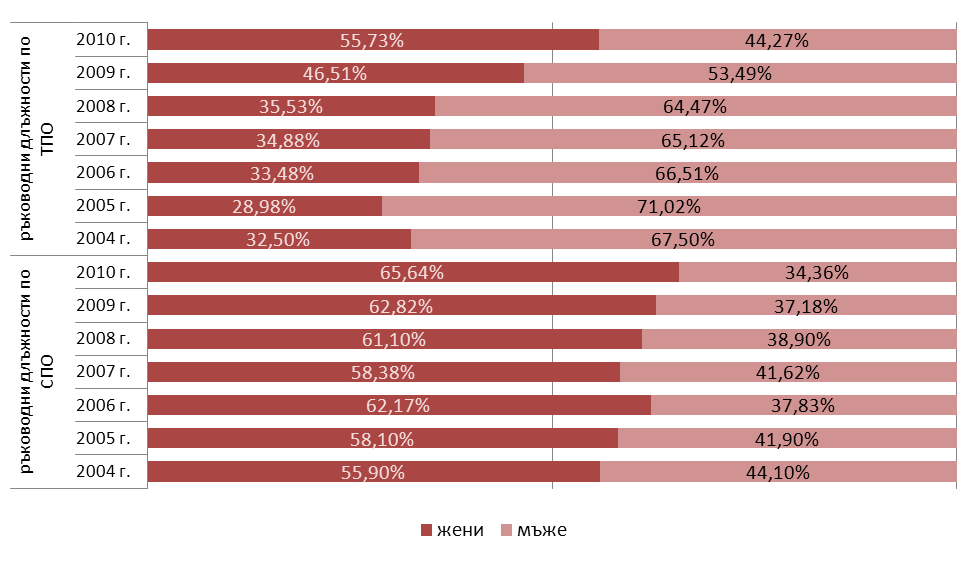 ръководни длъжности по
ТПО
2010 г.
55,73%
44,27%
2009 г.
46,51%
53,49%
2008 г.
35,53%
64,47%
2007 г.
34,88%
65,12%
2006 г.
33,48%
66,51%
2005 г.
28,98%
71,02%
2004 г.
32,50%
67,50%
ръководни длъжности по
СПО
2010 г.
65,64%
34,36%
2009 г.
62,82%
37,18%
2008 г.
61,10%
38,90%
2007 г.
58,38%
41,62%
2006 г.
62,17%
37,83%
2005 г.
58,10%
41,90%
2004 г.
55,90%
44,10%
жени
мъже